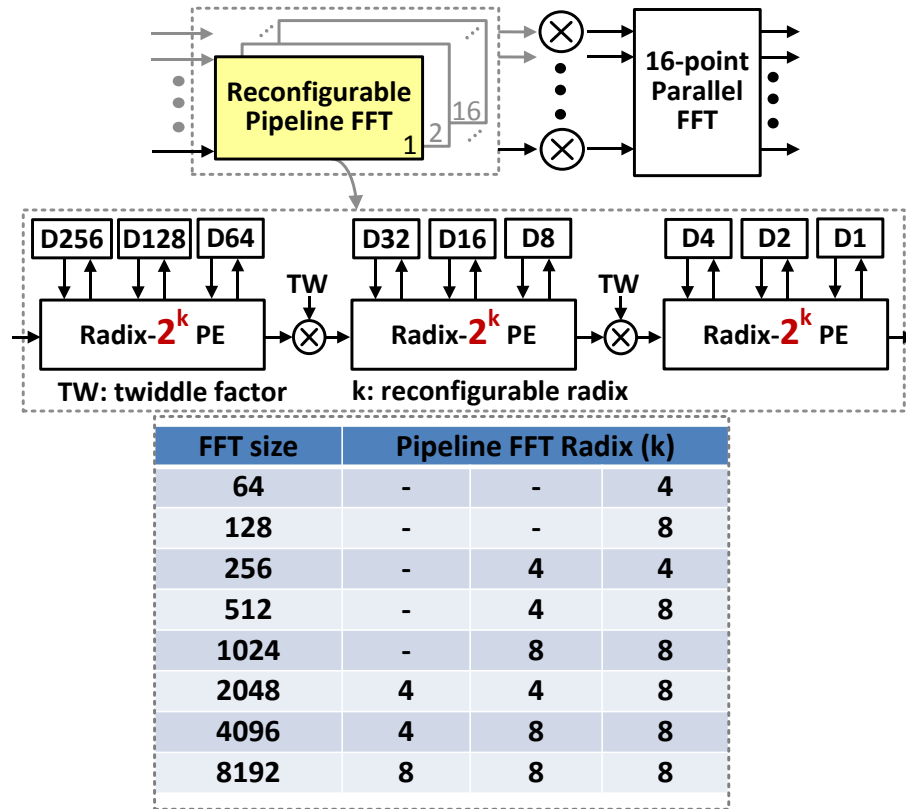 Reconfigurable
Pipeline FFT
1
2
16
16-point
Parallel
FFT
D256 D128 D64
D32 D16 D8
D4 D2 D1
TW
TW
Radix-2^k PE
Radix-2^k PE
Radix-2^k PE
TW: twiddle factor
k: reconfigurable radix
FFT size Pipeline FFT Radix (k)
64 - - 4
128 - - 8
256 - 4 4
512 - 4 8
1024 - 8 8
2048 4 4 8
4096 4 8 8
8192 8 8 8